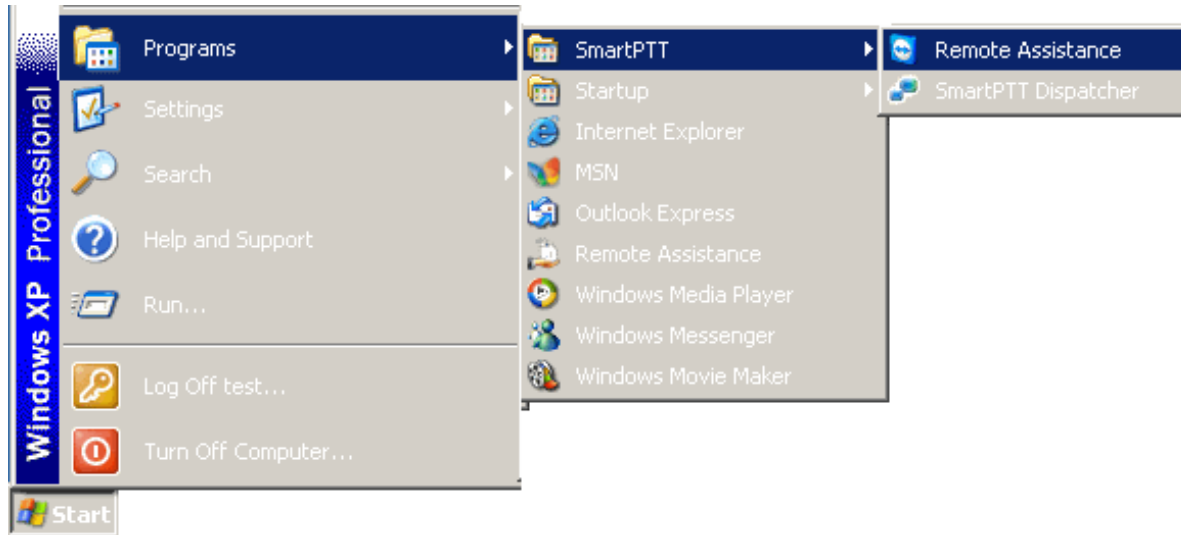 Programs
Settings
Search
Help and Support
Run...
Log Off test...
Turn Off Computer...
Windows XP Professional
Start
SmartPTT
Startup
Internet Explorer
MSN
Outlook Express
Remote Assistance
Windows Media Player
Windows Messenger
Windows Movie Maker
Remote Assistance
SmartPTT Dispatcher